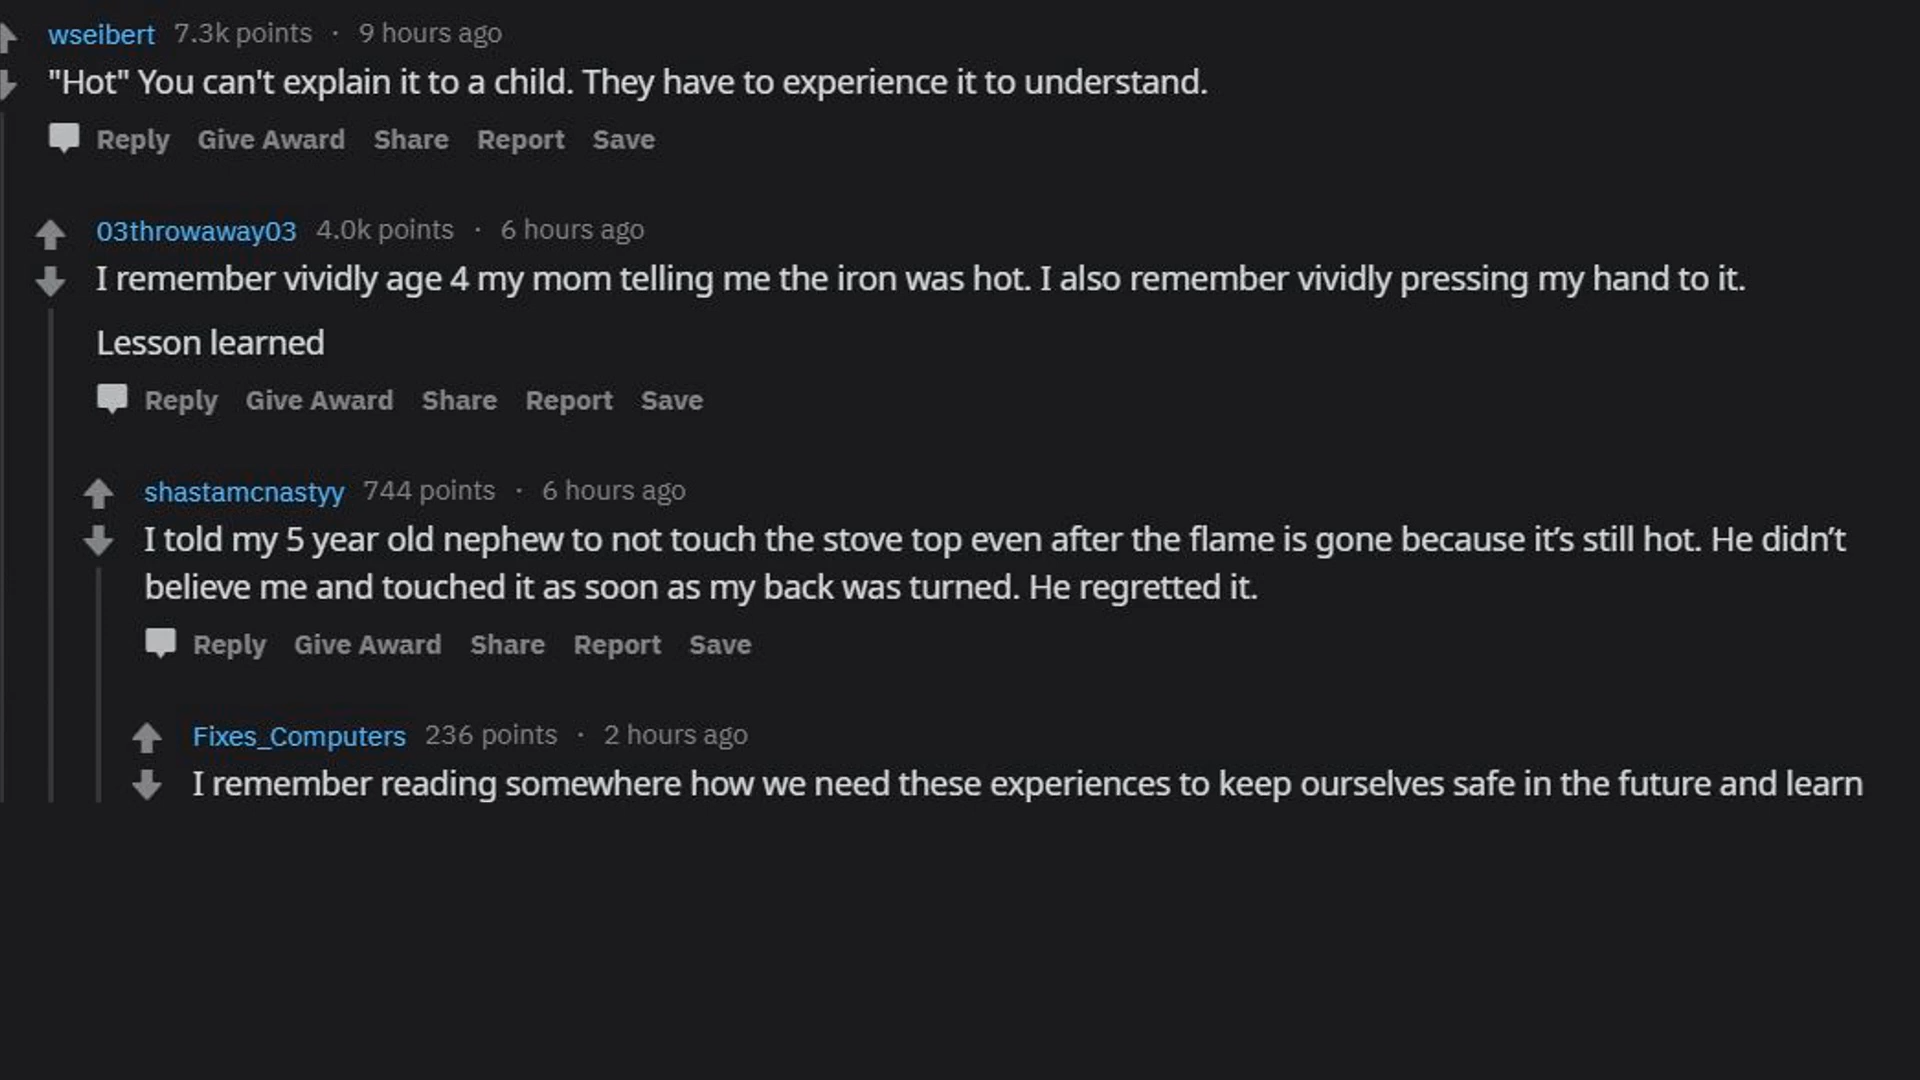 wseibert 7.3k points · 9 hours ago
"Hot" You can't explain it to a child. They have to experience it to understand.
Reply Give Award Share Report Save
03throwaway03 4.0k points · 6 hours ago
I remember vividly age 4 my mom telling me the iron was hot. I also remember vividly pressing my hand to it.
Lesson learned
Reply Give Award Share Report Save
shastamcnastyy 744 points · 6 hours ago
I told my 5 year old nephew to not touch the stove top even after the flame is gone because it’s still hot. He didn’t
believe me and touched it as soon as my back was turned. He regretted it.
Reply Give Award Share Report Save
Fixes_Computers 236 points · 2 hours ago
I remember reading somewhere how we need these experiences to keep ourselves safe in the future and learn